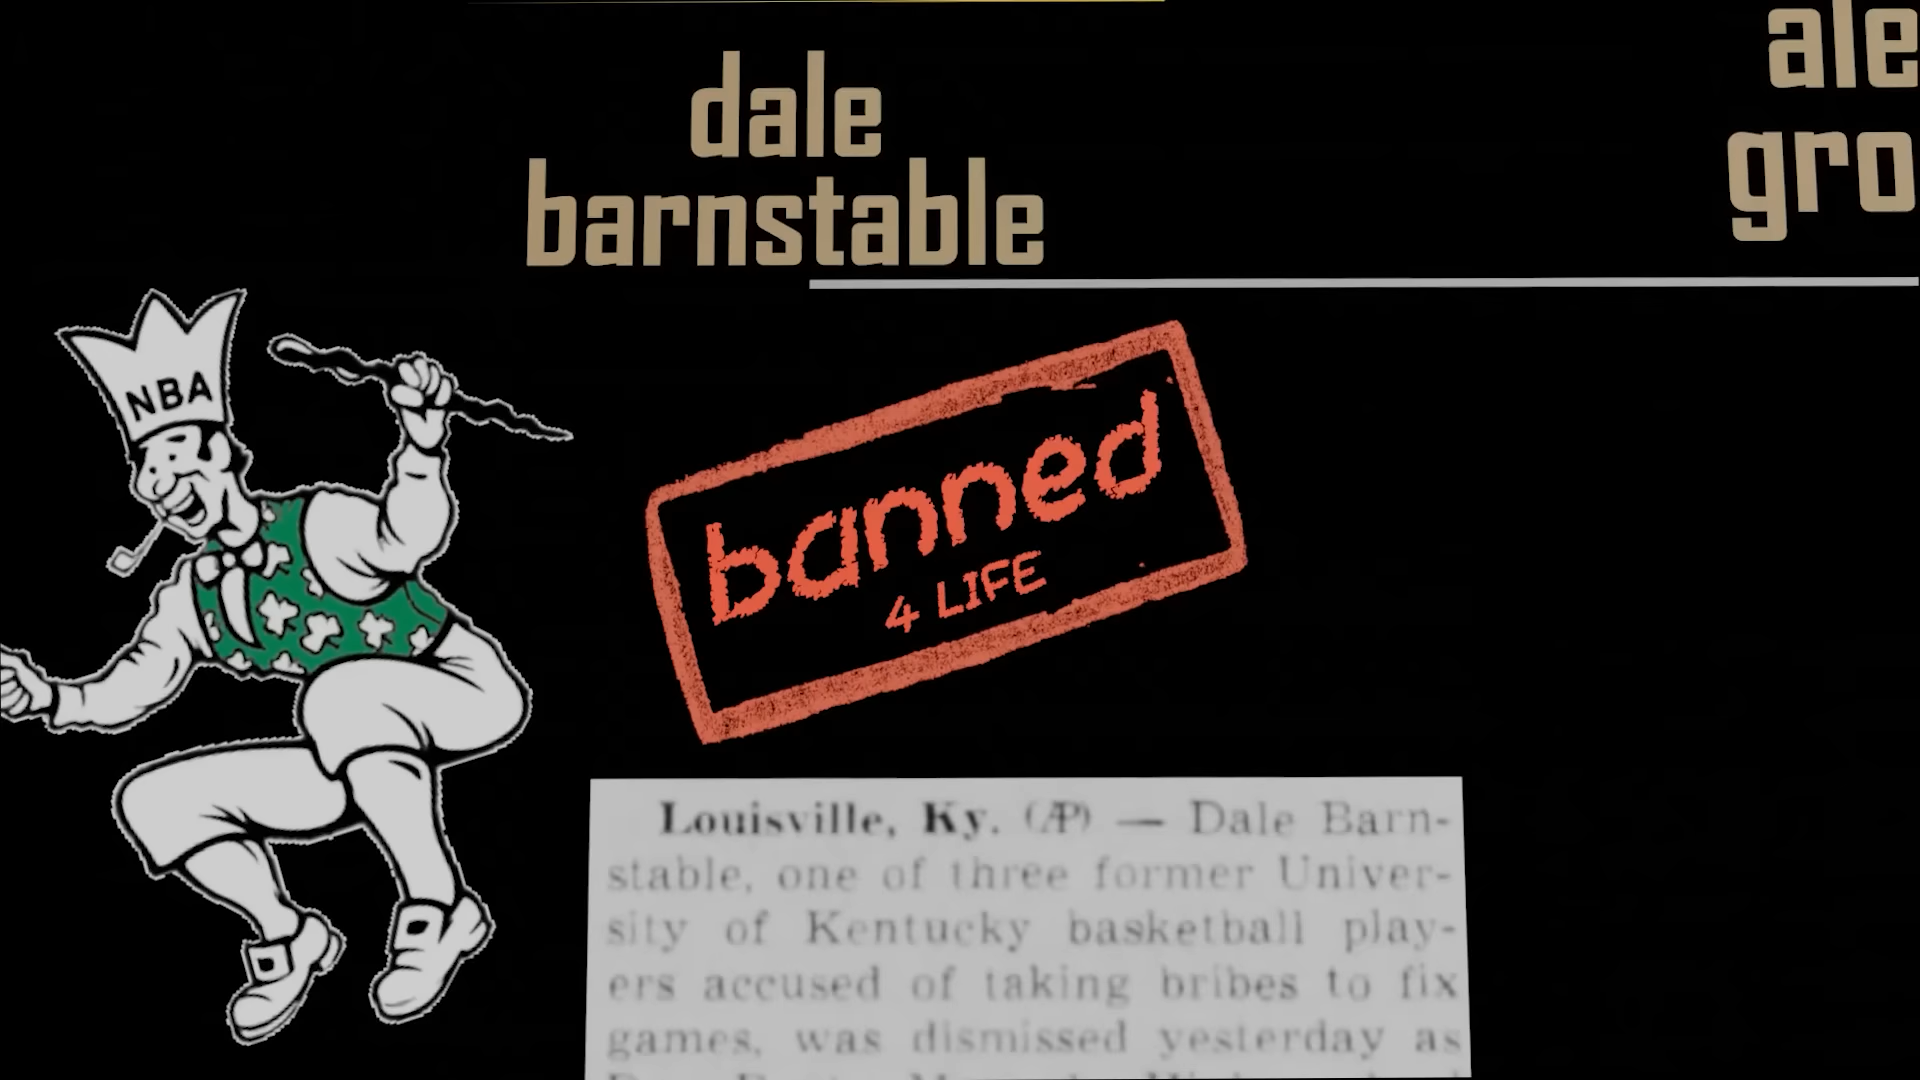 dale
barnstable
ale
gro
NBA
banned
4 LIFE
Louisville, Ky. (AP) — Dale Barn-
stable, one of three former Univer-
sity of Kentucky basketball play-
ers accused of taking bribes to fix
games, was dismissed yesterday as